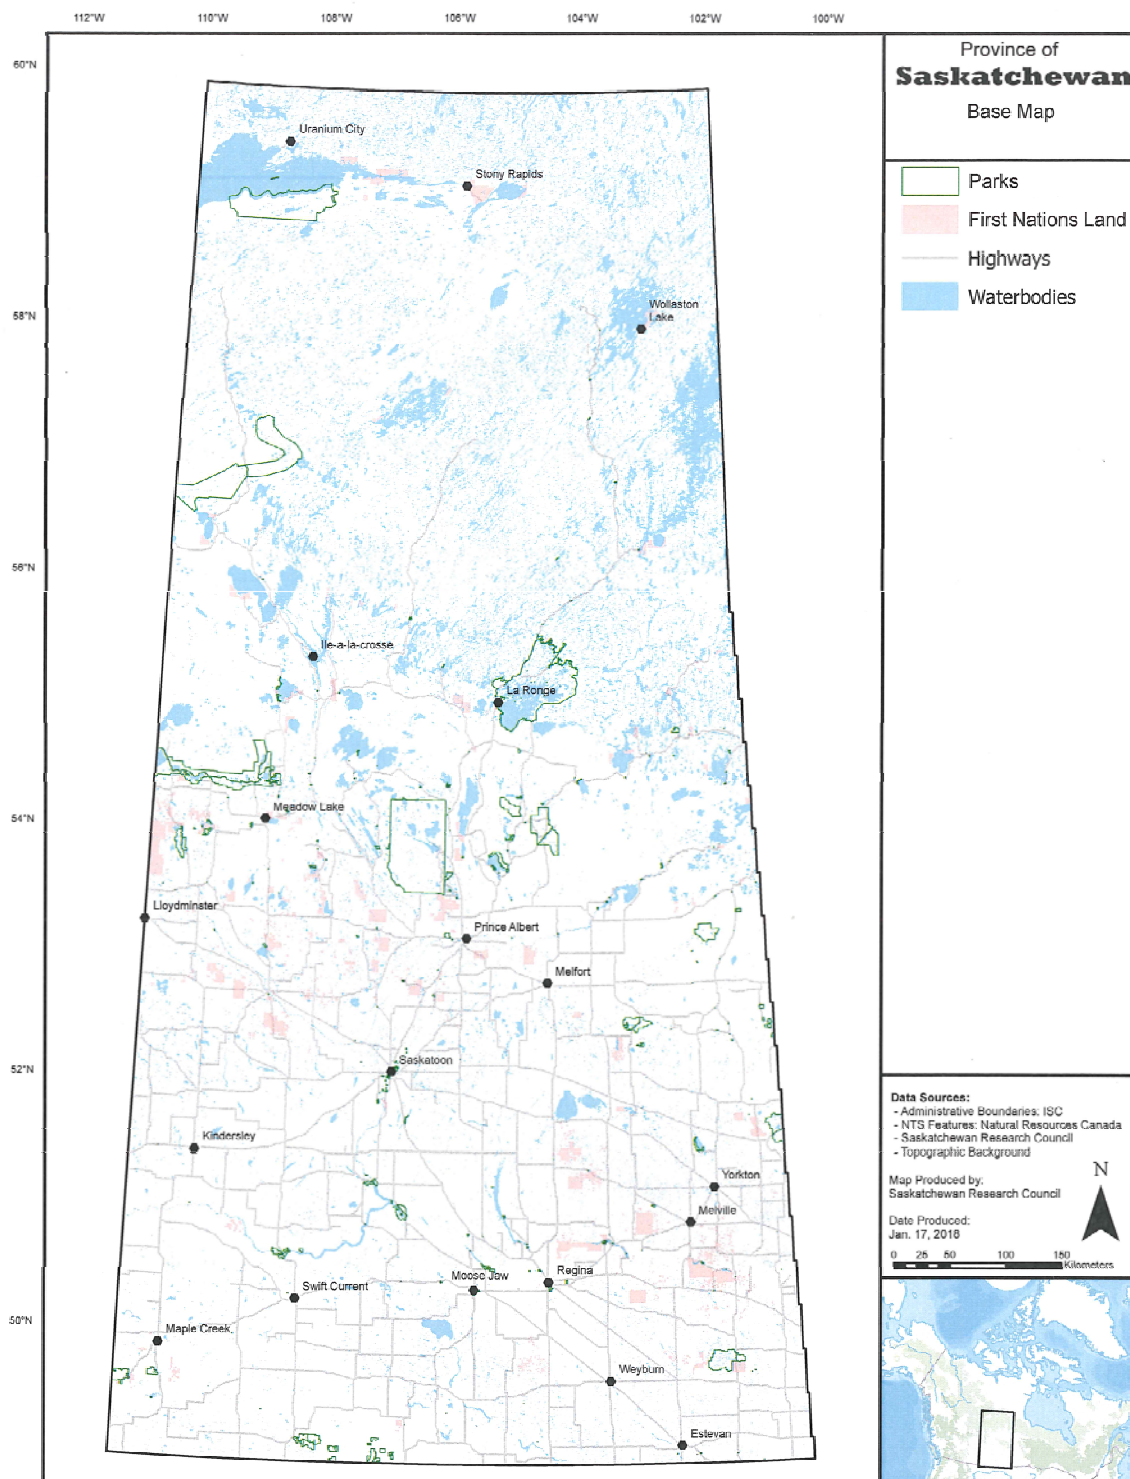 112°W 110°W 108°W 106°W 104°W 102°W 100°W
60°N
58°N
56°N
54°N
52°N
50°N
Province of
Saskatchewan
Base Map
Parks
First Nations Land
Highways
Waterbodies
Uranium City
Stony Rapids
Wollaston
Lake
Ile-a-la-crosse
La Ronge
Meadow Lake
Lloydminster
Prince Albert
Melfort
Saskatoon
Kindersley
Yorkton
Melville
Regina
Moose Jaw
Swift Current
Maple Creek
Weyburn
Estevan
Data Sources:
- Administrative Boundaries: ISC
- NTS Features: Natural Resources Canada
- Saskatchewan Research Council
- Topographic Background
Map Produced by:
Saskatchewan Research Council
Date Produced:
Jan. 17, 2018
N
0 25 50 100 150
Kilometers